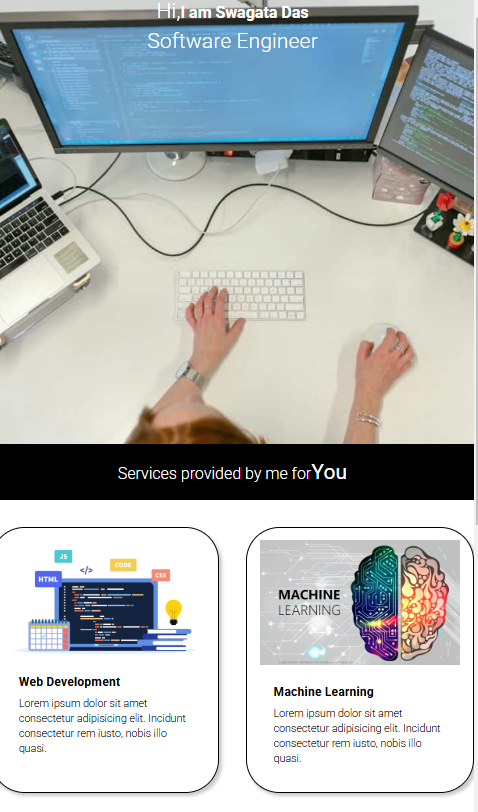 Hi,I am Swagata Das
Software Engineer
Services provided by me forYou
JS
</>
CODE
HTML
CSS
MACHINE
LEARNING
Web Development
Lorem ipsum dolor sit amet
consectetur adipisicing elit. Incidunt
consectetur rem iusto, nobis illo
quasi.
Machine Learning
Lorem ipsum dolor sit amet
consectetur adipisicing elit. Incidunt
consectetur rem iusto, nobis illo
quasi.